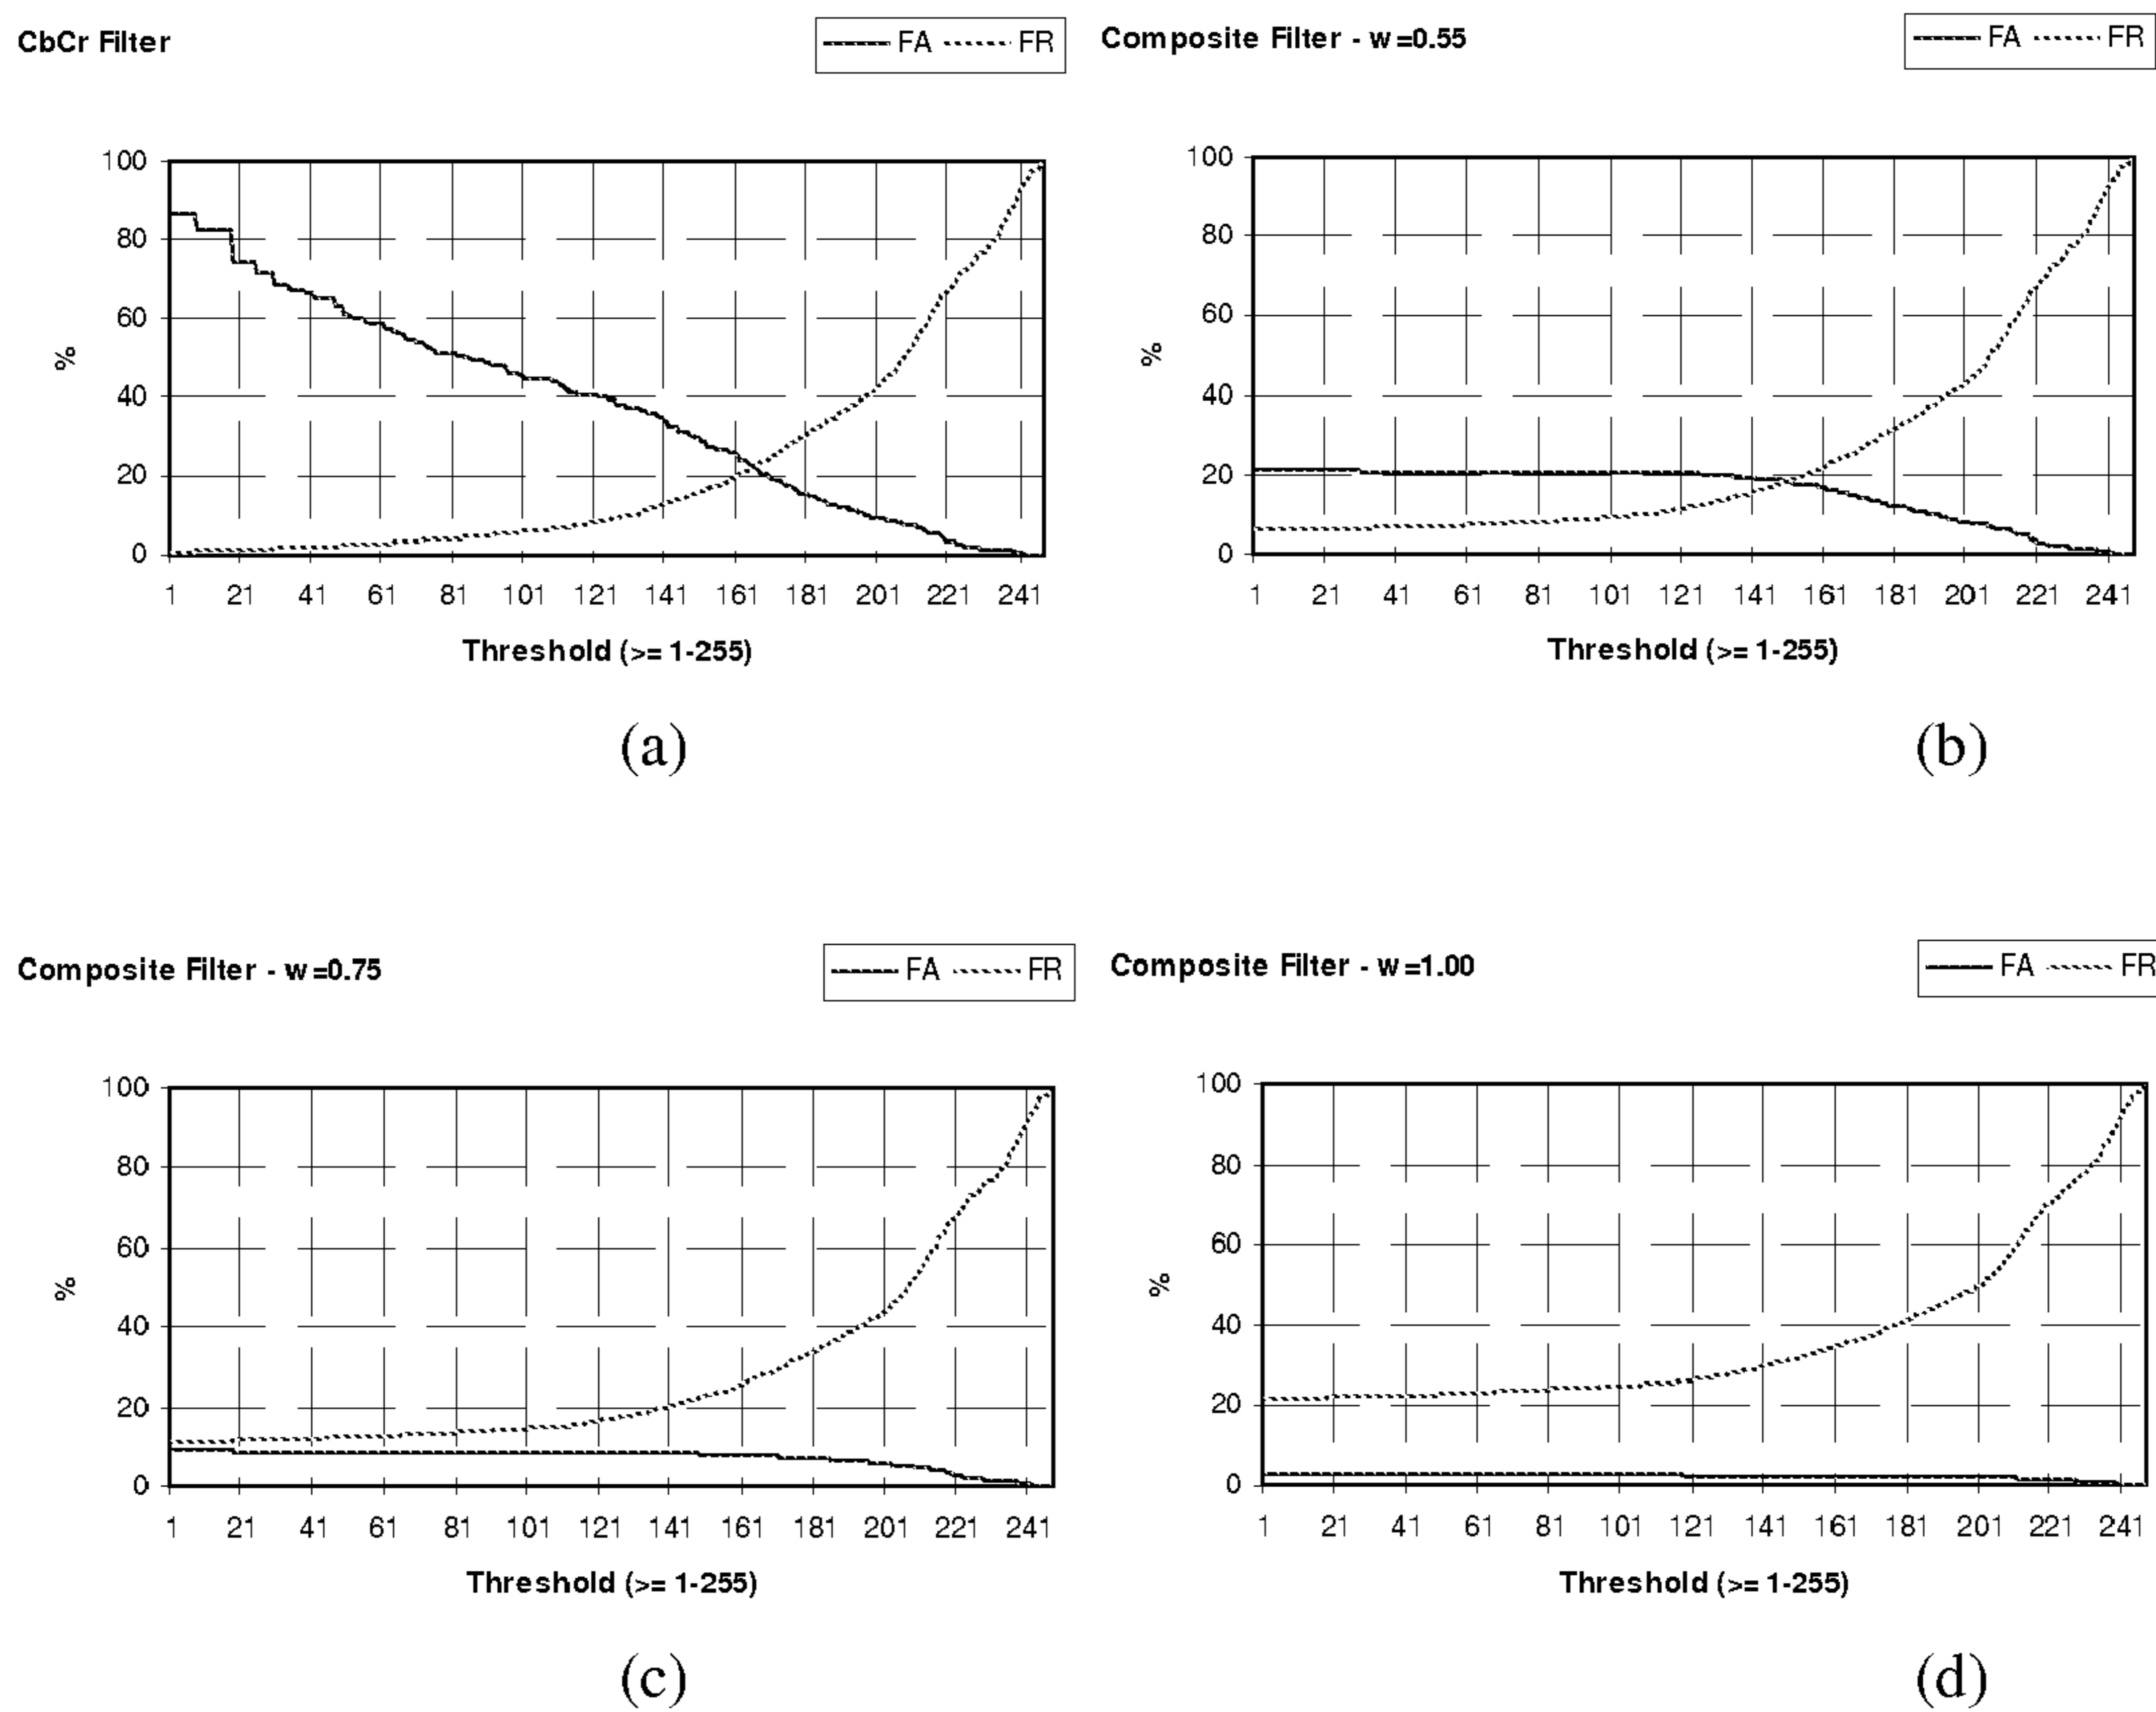 CbCr Filter
FA FR
100
80
60
40
20
0
%
1 21 41 61 81 101 121 141 161 181 201 221 241
Threshold (>= 1-255)
(a)
Composite Filter - w=0.55
FA FR
100
80
60
40
20
0
%
1 21 41 61 81 101 121 141 161 181 201 221 241
Threshold (>= 1-255)
(b)
Composite Filter - w=0.75
FA FR
100
80
60
40
20
0
%
1 21 41 61 81 101 121 141 161 181 201 221 241
Threshold (>= 1-255)
(c)
Composite Filter - w=1.00
FA FR
100
80
60
40
20
0
%
1 21 41 61 81 101 121 141 161 181 201 221 241
Threshold (>= 1-255)
(d)